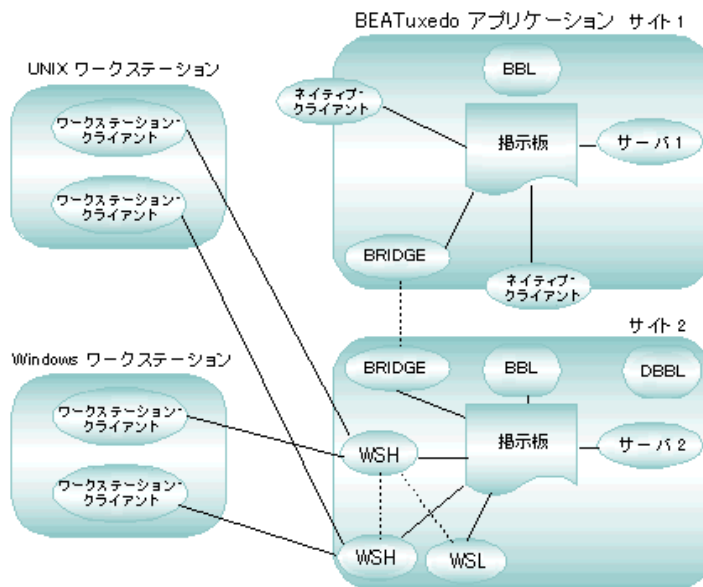 BEATuxedo アプリケーション サイト1
UNIX ワークステーション
BBL
ワークステーション・
クライアント
ネイティブ・
クライアント
掲示板
サーバ1
ワークステーション・
クライアント
BRIDGE
ネイティブ・
クライアント
サイト2
Windows ワークステーション
BRIDGE
BBL
DBBL
ワークステーション・
クライアント
掲示板
サーバ2
WSH
ワークステーション・
クライアント
WSH
WSL